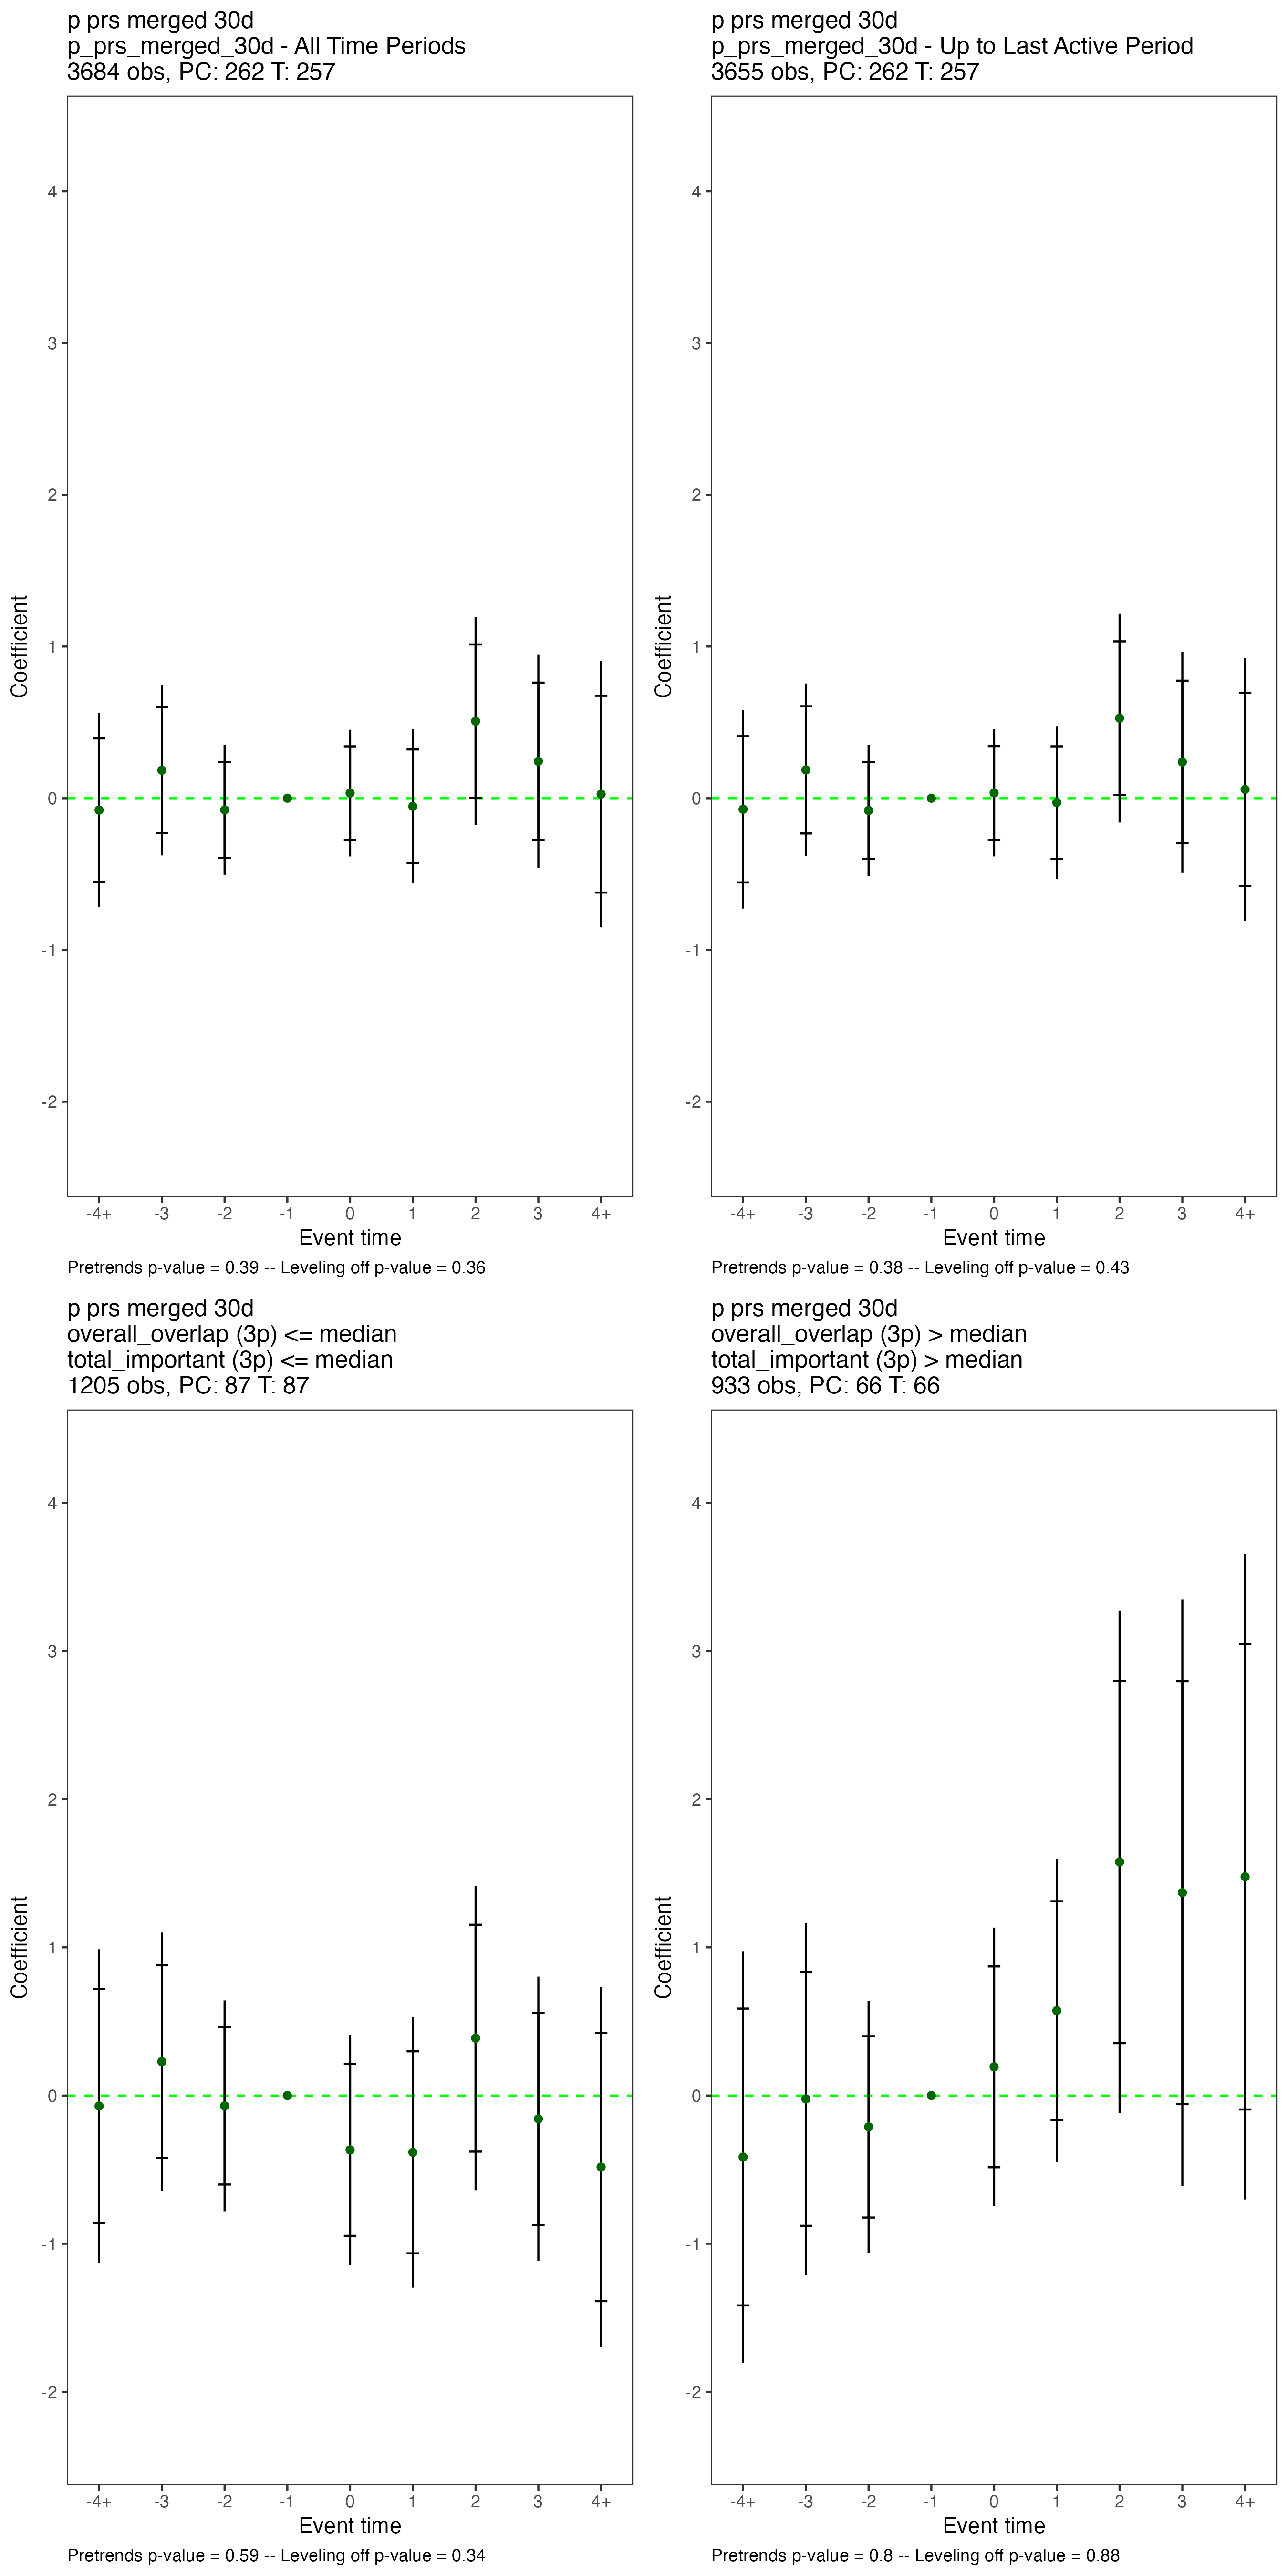 p prs merged 30d
p_prs_merged_30d - All Time Periods
3684 obs, PC: 262 T: 257
Coefficient
4
3
2
1
0
-1
-2
-4+ -3 -2 -1 0 1 2 3 4+
Event time
Pretrends p-value = 0.39 -- Leveling off p-value = 0.36
p prs merged 30d
p_prs_merged_30d - Up to Last Active Period
3655 obs, PC: 262 T: 257
Coefficient
4
3
2
1
0
-1
-2
-4+ -3 -2 -1 0 1 2 3 4+
Event time
Pretrends p-value = 0.38 -- Leveling off p-value = 0.43
p prs merged 30d
overall_overlap (3p) <= median
total_important (3p) <= median
1205 obs, PC: 87 T: 87
Coefficient
4
3
2
1
0
-1
-2
-4+ -3 -2 -1 0 1 2 3 4+
Event time
Pretrends p-value = 0.59 -- Leveling off p-value = 0.34
p prs merged 30d
overall_overlap (3p) > median
total_important (3p) > median
933 obs, PC: 66 T: 66
Coefficient
4
3
2
1
0
-1
-2
-4+ -3 -2 -1 0 1 2 3 4+
Event time
Pretrends p-value = 0.8 -- Leveling off p-value = 0.88